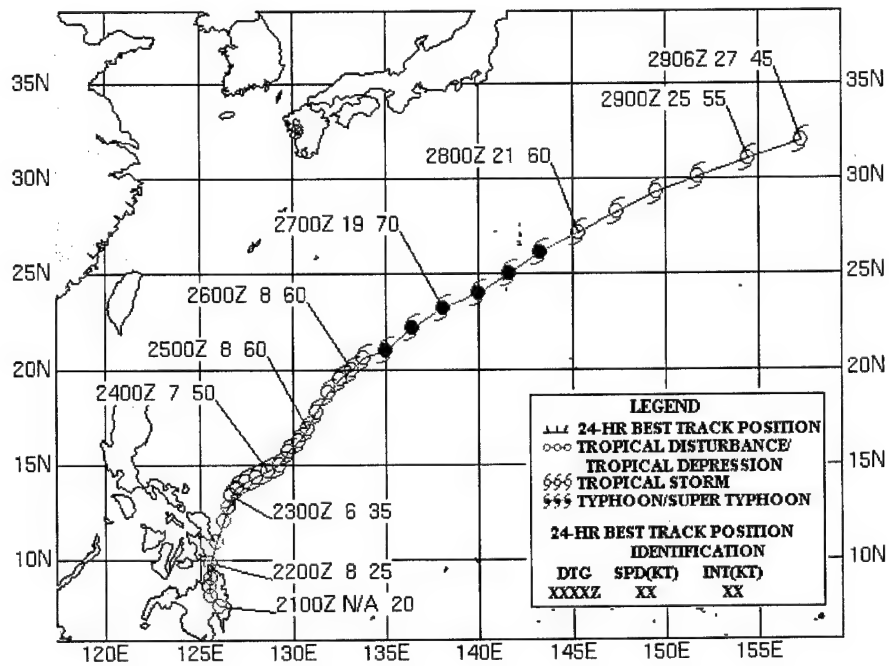 2906Z 27 45
35N
35N
2900Z 25 55
2800Z 21 60
30N
30N
2700Z 19 70
25N
25N
2600Z 8 60
2500Z 8 60
20N
20N
2400Z 7 50
LEGEND
24-HR BEST TRACK POSITION
TROPICAL DISTURBANCE/
TROPICAL DEPRESSION
TROPICAL STORM
TYPHOON/SUPER TYPHOON
15N
15N
2300Z 6 35
24-HR BEST TRACK POSITION
IDENTIFICATION
DTG SPD(KT) INT(KT)
XXXXZ XX XX
10N
10N
2200Z 8 25
2100Z N/A 20
120E 125E 130E 135E 140E 145E 150E 155E